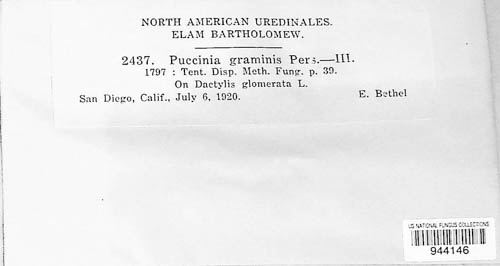 NORTH AMERICAN UREDINALES.
ELAM BARTHOLOMEW.
2437. Puccinia graminis Pers.—III.
1797 : Tent. Disp. Meth. Fung. p. 39.
On Dactylis glomerata L.
San Diego, Calif., July 6, 1920. E. Bethel
US NATIONAL FUNGUS COLLECTIONS
944146